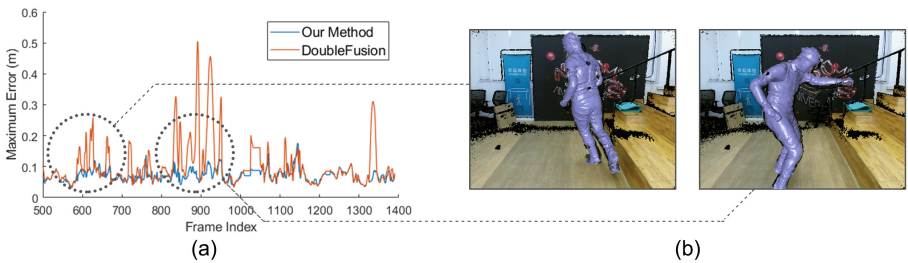 (a)
Maximum Error (m)
0.6
0.5
0.4
0.3
0.2
0.1
0
Our Method
DoubleFusion
500 600 700 800 900 1000 1100 1200 1300 1400
Frame Index
(b)